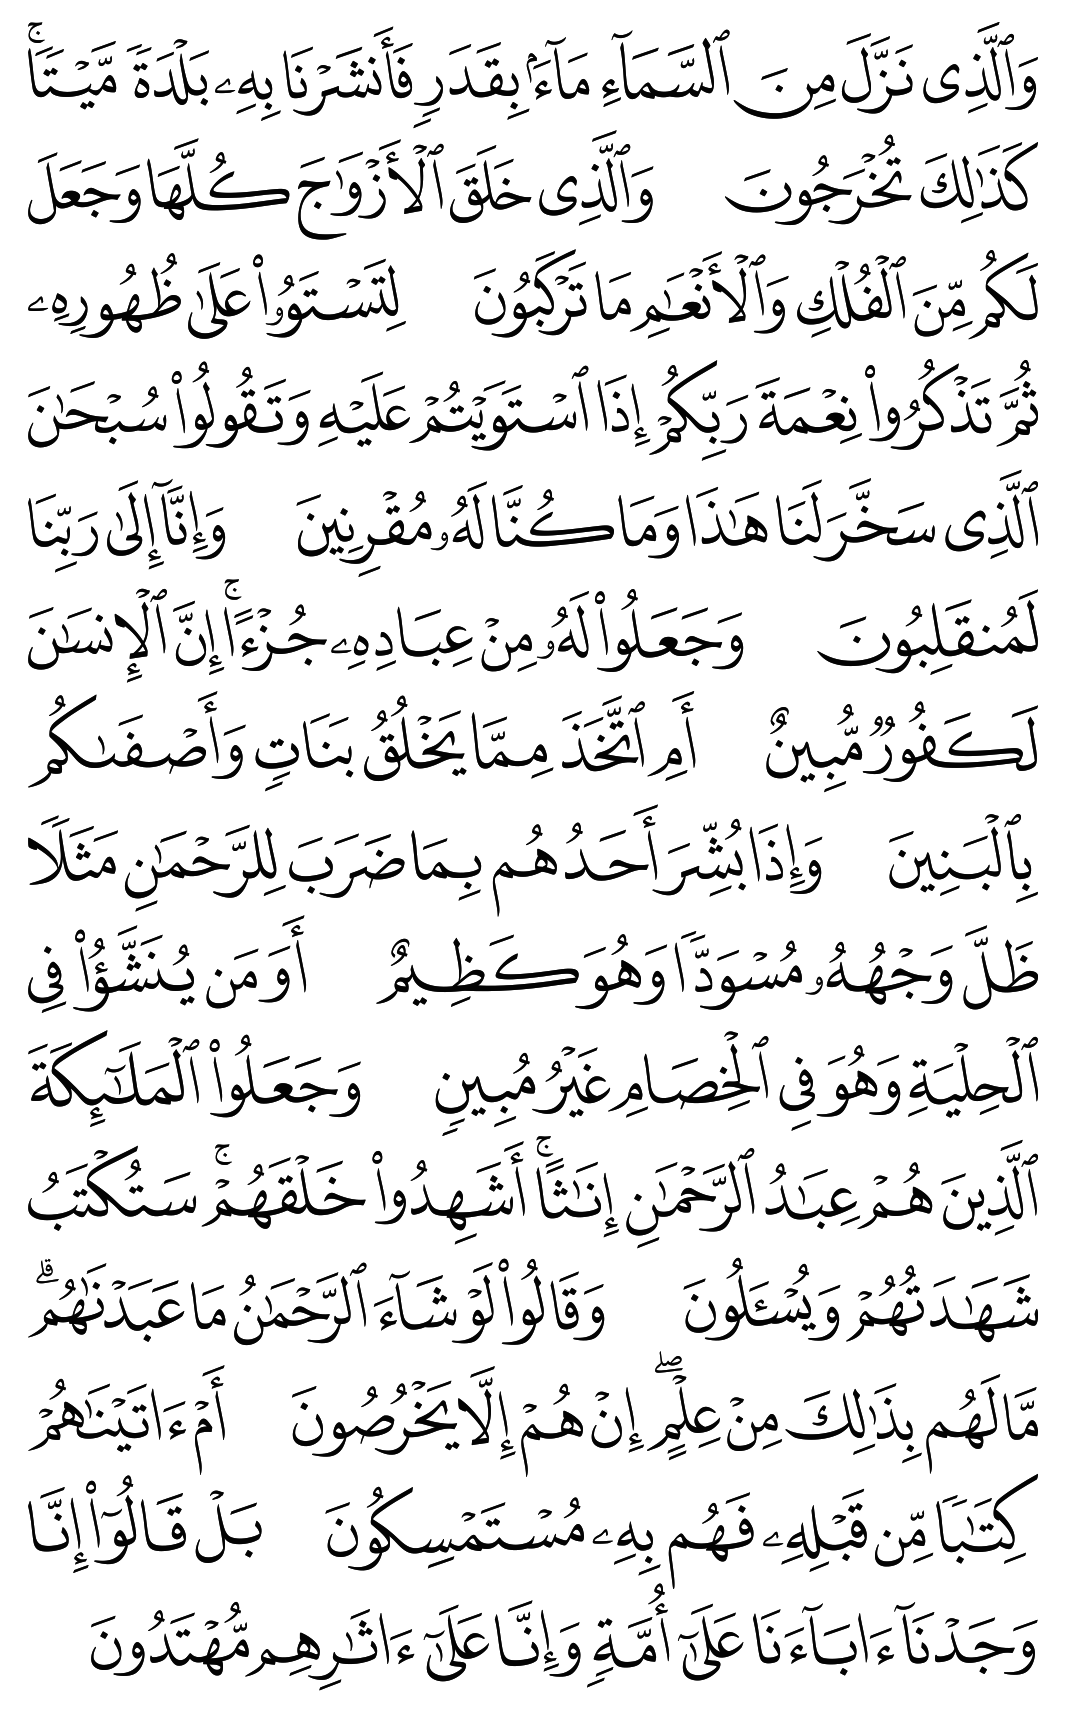 وَٱلَّذِى نَزَّلَ مِنَ ٱلسَّمَآءِ مَآءَۢ بِقَدَرٍ فَأَنشَرْنَا بِهِۦ بَلْدَةً مَّيْتًا ۚ
كَذَٰلِكَ تُخْرَجُونَ وَٱلَّذِى خَلَقَ ٱلْأَزْوَٰجَ كُلَّهَا وَجَعَلَ
لَكُم مِّنَ ٱلْفُلْكِ وَٱلْأَنْعَٰمِ مَا تَرْكَبُونَ لِتَسْتَوُۥا۟ عَلَىٰ ظُهُورِهِۦ
ثُمَّ تَذْكُرُوا۟ نِعْمَةَ رَبِّكُمْ إِذَا ٱسْتَوَيْتُمْ عَلَيْهِ وَتَقُولُوا۟ سُبْحَٰنَ
ٱلَّذِى سَخَّرَ لَنَا هَٰذَا وَمَا كُنَّا لَهُۥ مُقْرِنِينَ وَإِنَّآ إِلَىٰ رَبِّنَا
لَمُنقَلِبُونَ وَجَعَلُوا۟ لَهُۥ مِنْ عِبَادِهِۦ جُزْءًا ۚ إِنَّ ٱلْإِنسَٰنَ
لَكَفُورٌ مُّبِينٌ أَمِ ٱتَّخَذَ مِمَّا يَخْلُقُ بَنَاتٍ وَأَصْفَىٰكُم
بِٱلْبَنِينَ وَإِذَا بُشِّرَ أَحَدُهُم بِمَا ضَرَبَ لِلرَّحْمَٰنِ مَثَلًا
ظَلَّ وَجْهُهُۥ مُسْوَدًّا وَهُوَ كَظِيمٌ أَوَمَن يُنَشَّؤُا۟ فِى
ٱلْحِلْيَةِ وَهُوَ فِى ٱلْخِصَامِ غَيْرُ مُبِينٍ وَجَعَلُوا۟ ٱلْمَلَٰٓئِكَةَ
ٱلَّذِينَ هُمْ عِبَٰدُ ٱلرَّحْمَٰنِ إِنَٰثًا ۚ أَشَهِدُوا۟ خَلْقَهُمْ ۚ سَتُكْتَبُ
شَهَٰدَتُهُمْ وَيُسْـَٔلُونَ وَقَالُوا۟ لَوْ شَآءَ ٱلرَّحْمَٰنُ مَا عَبَدْنَٰهُم ۗ
مَّا لَهُم بِذَٰلِكَ مِنْ عِلْمٍ ۖ إِنْ هُمْ إِلَّا يَخْرُصُونَ أَمْ ءَاتَيْنَٰهُمْ
كِتَٰبًا مِّن قَبْلِهِۦ فَهُم بِهِۦ مُسْتَمْسِكُونَ بَلْ قَالُوٓا۟ إِنَّا
وَجَدْنَآ ءَابَآءَنَا عَلَىٰٓ أُمَّةٍ وَإِنَّا عَلَىٰٓ ءَاثَٰرِهِم مُّهْتَدُونَ